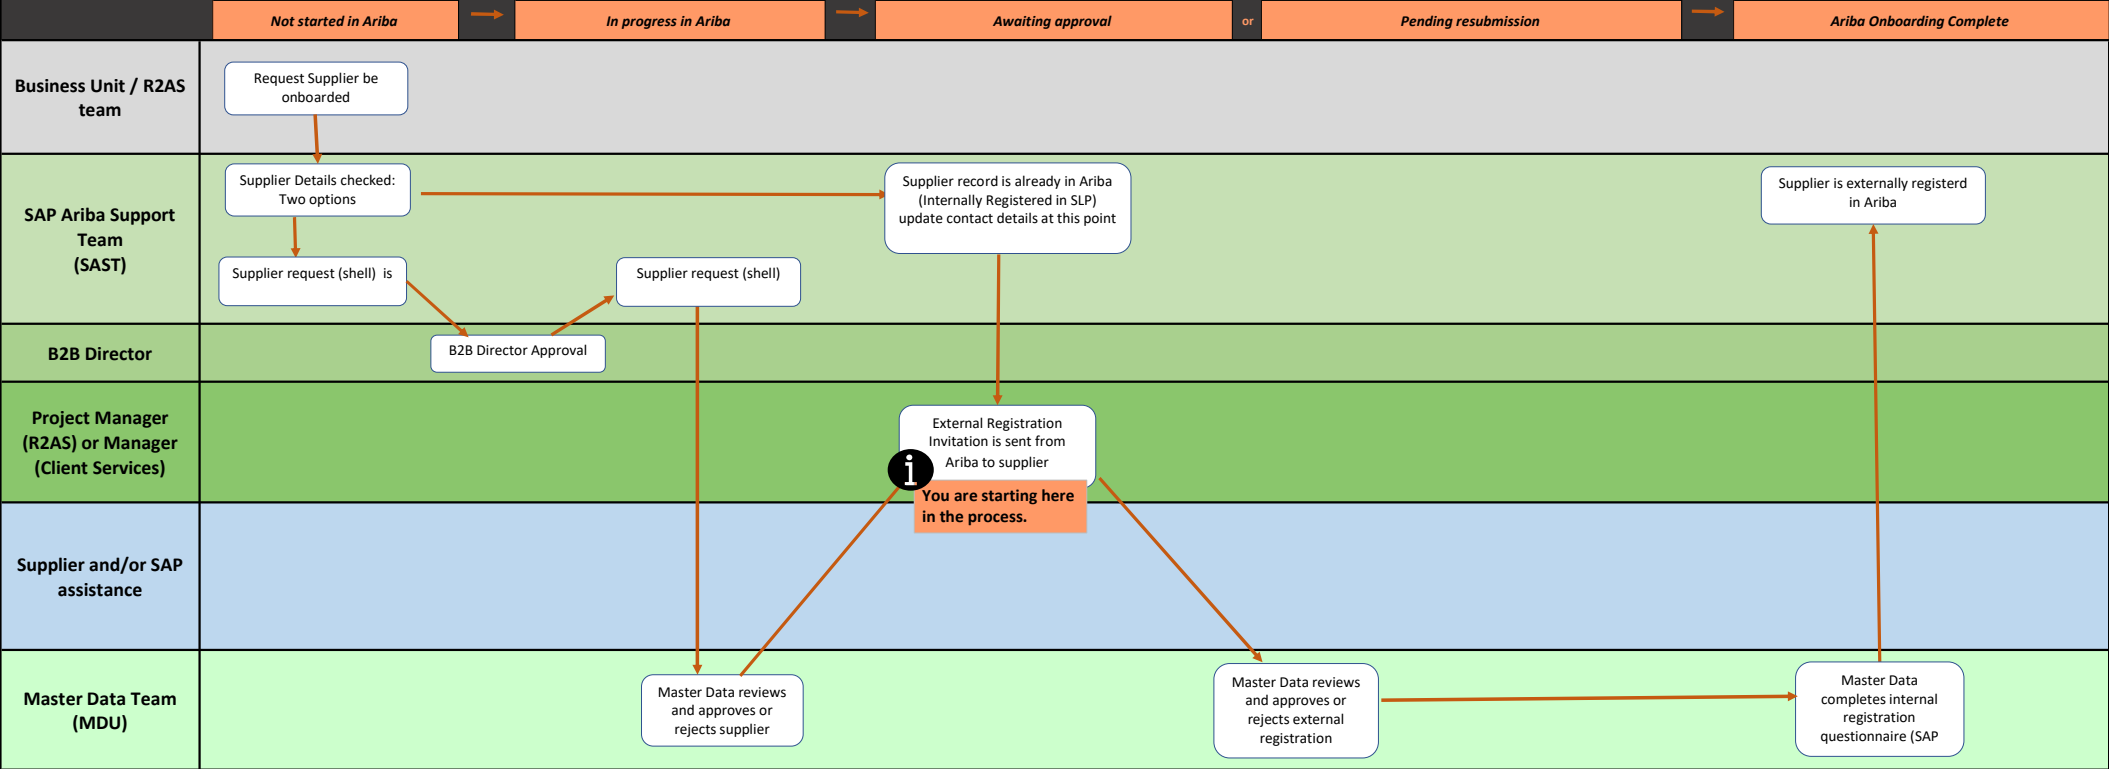 Not started in Ariba
In progress in Ariba
Awaiting approval
or
Pending resubmission
Ariba Onboarding Complete
Business Unit / R2AS
team
Request Supplier be
onboarded
SAP Ariba Support
Team
(SAST)
Supplier Details checked:
Two options
Supplier record is already in Ariba
(Internally Registered in SLP)
update contact details at this point
Supplier is externally registerd
in Ariba
Supplier request (shell) is
Supplier request (shell)
B2B Director
B2B Director Approval
Project Manager
(R2AS) or Manager
(Client Services)
External Registration
Invitation is sent from
Ariba to supplier
i
You are starting here
in the process.
Supplier and/or SAP
assistance
Master Data Team
(MDU)
Master Data reviews
and approves or
rejects supplier
Master Data reviews
and approves or
rejects external
registration
Master Data
completes internal
registration
questionnaire (SAP